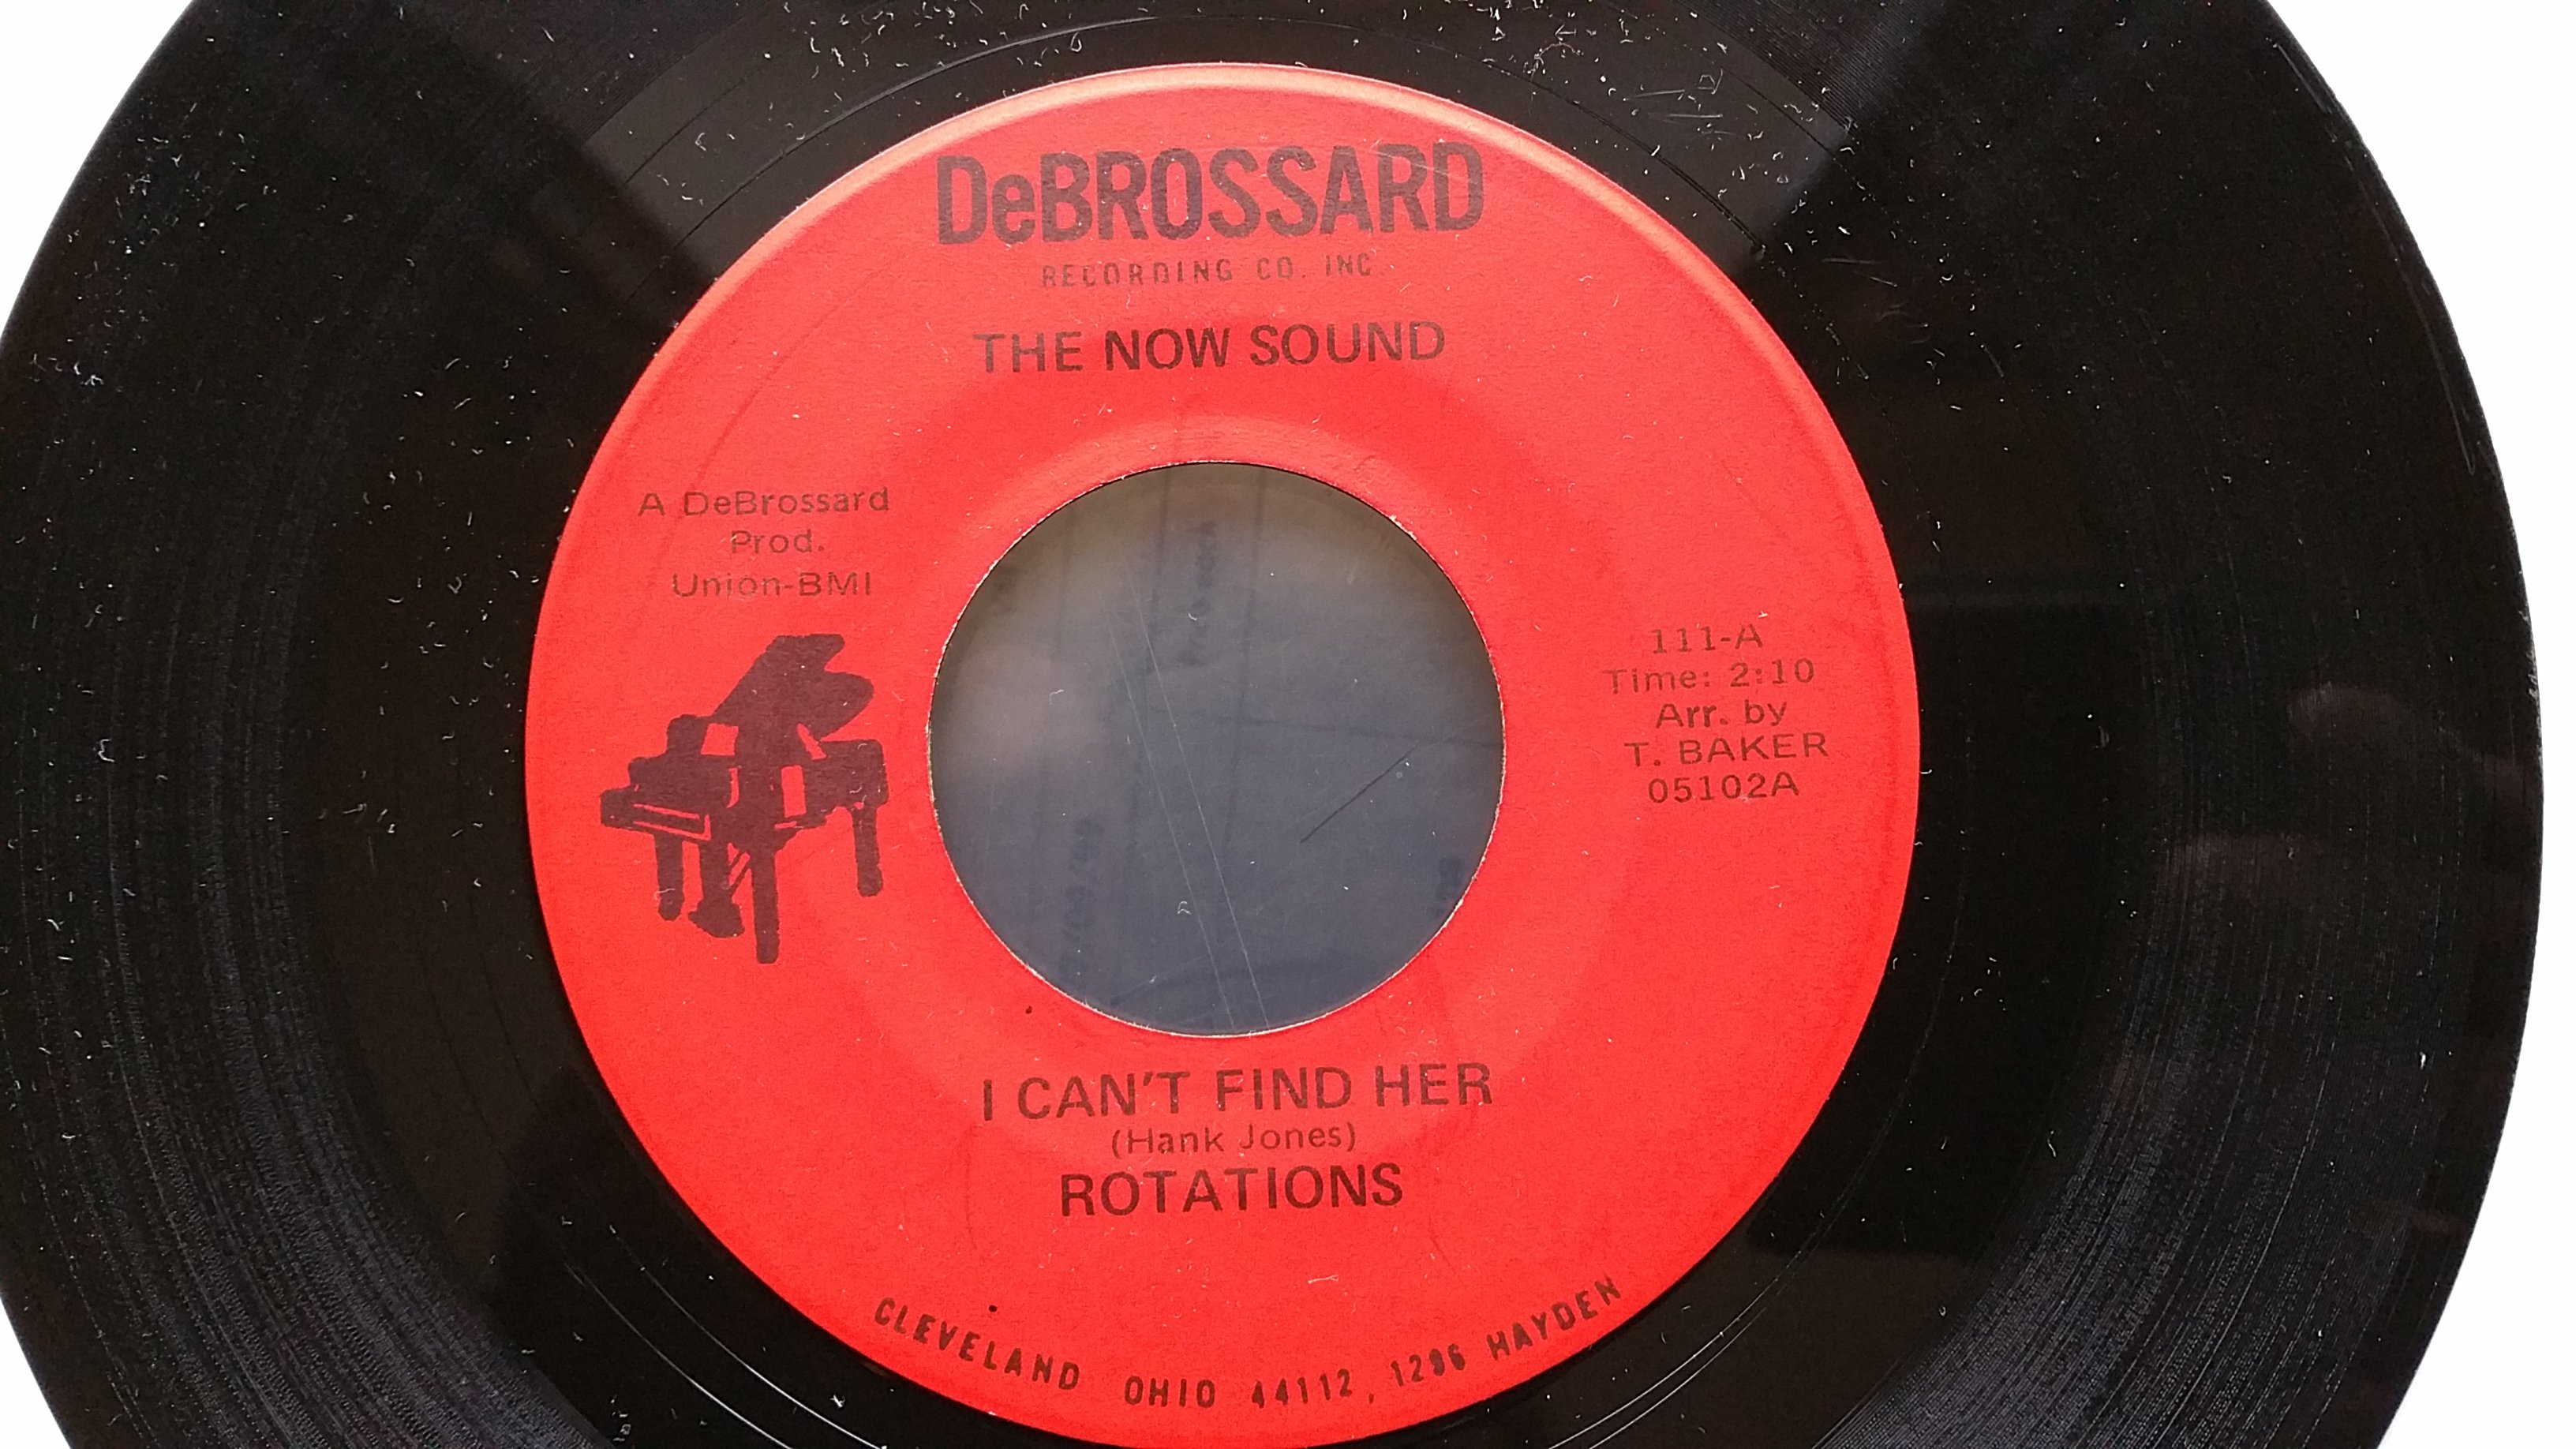 DeBROSSARD
RECORDING CO. INC.
THE NOW SOUND
A DeBrossard
Prod.
Union-BMI
111-A
Time: 2:10
Arr. by
T. BAKER
05102A
I CAN'T FIND HER
(Hank Jones)
ROTATIONS
CLEVELAND OHIO 44112, 1296 HAYDEN